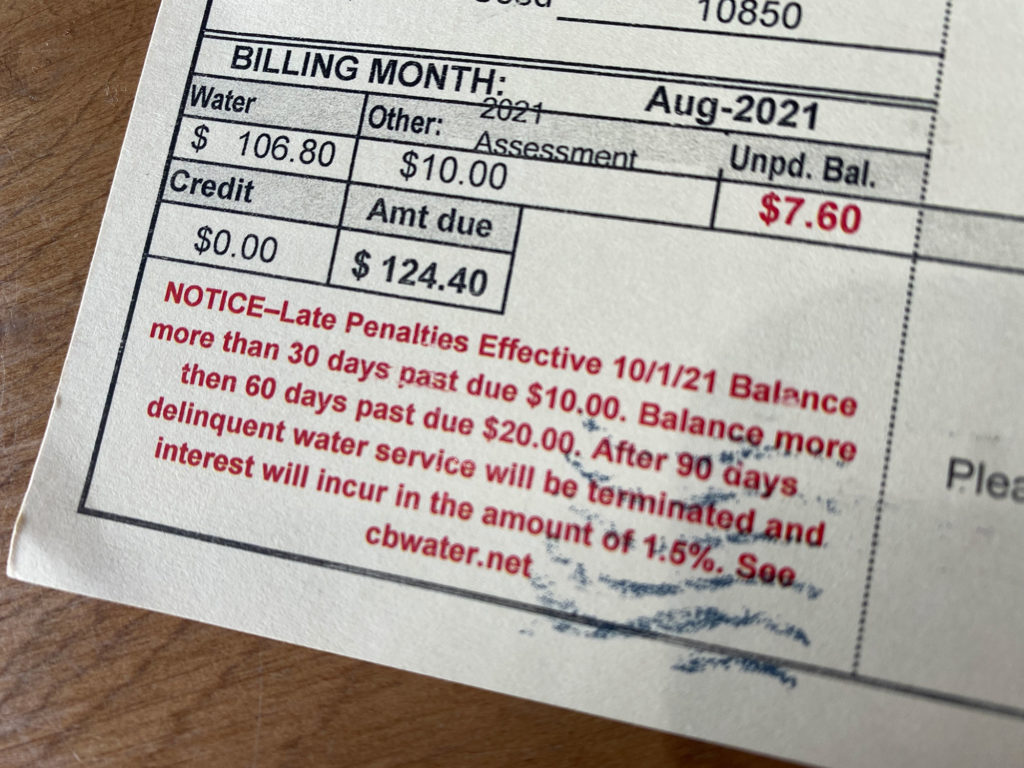 10850
BILLING MONTH: Aug-2021
Water Other: 2021 Assessment Unpd. Bal.
$ 106.80 $10.00 $7.60
Credit Amt due
$0.00 $ 124.40
NOTICE–Late Penalties Effective 10/1/21 Balance
more than 30 days past due $10.00. Balance more
then 60 days past due $20.00. After 90 days
delinquent water service will be terminated and
interest will incur in the amount of 1.5%. See
cbwater.net